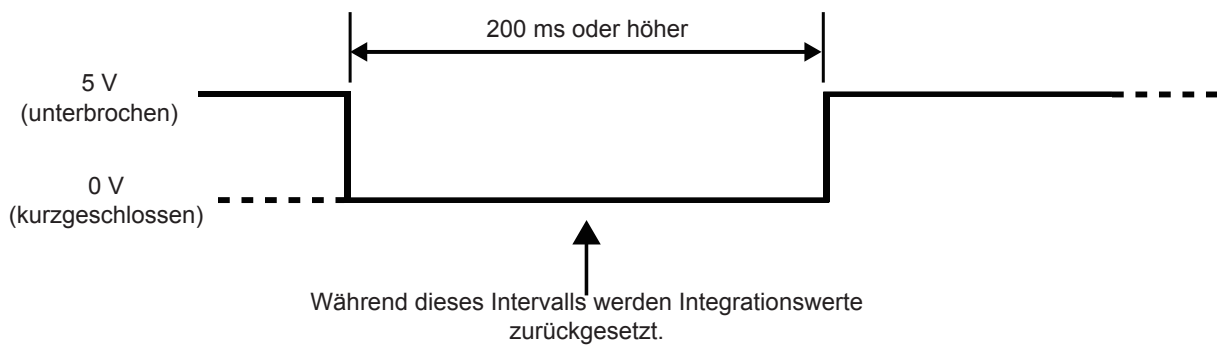 200 ms oder höher
5 V
(unterbrochen)
0 V
(kurzgeschlossen)
Während dieses Intervalls werden Integrationswerte
zurückgesetzt.